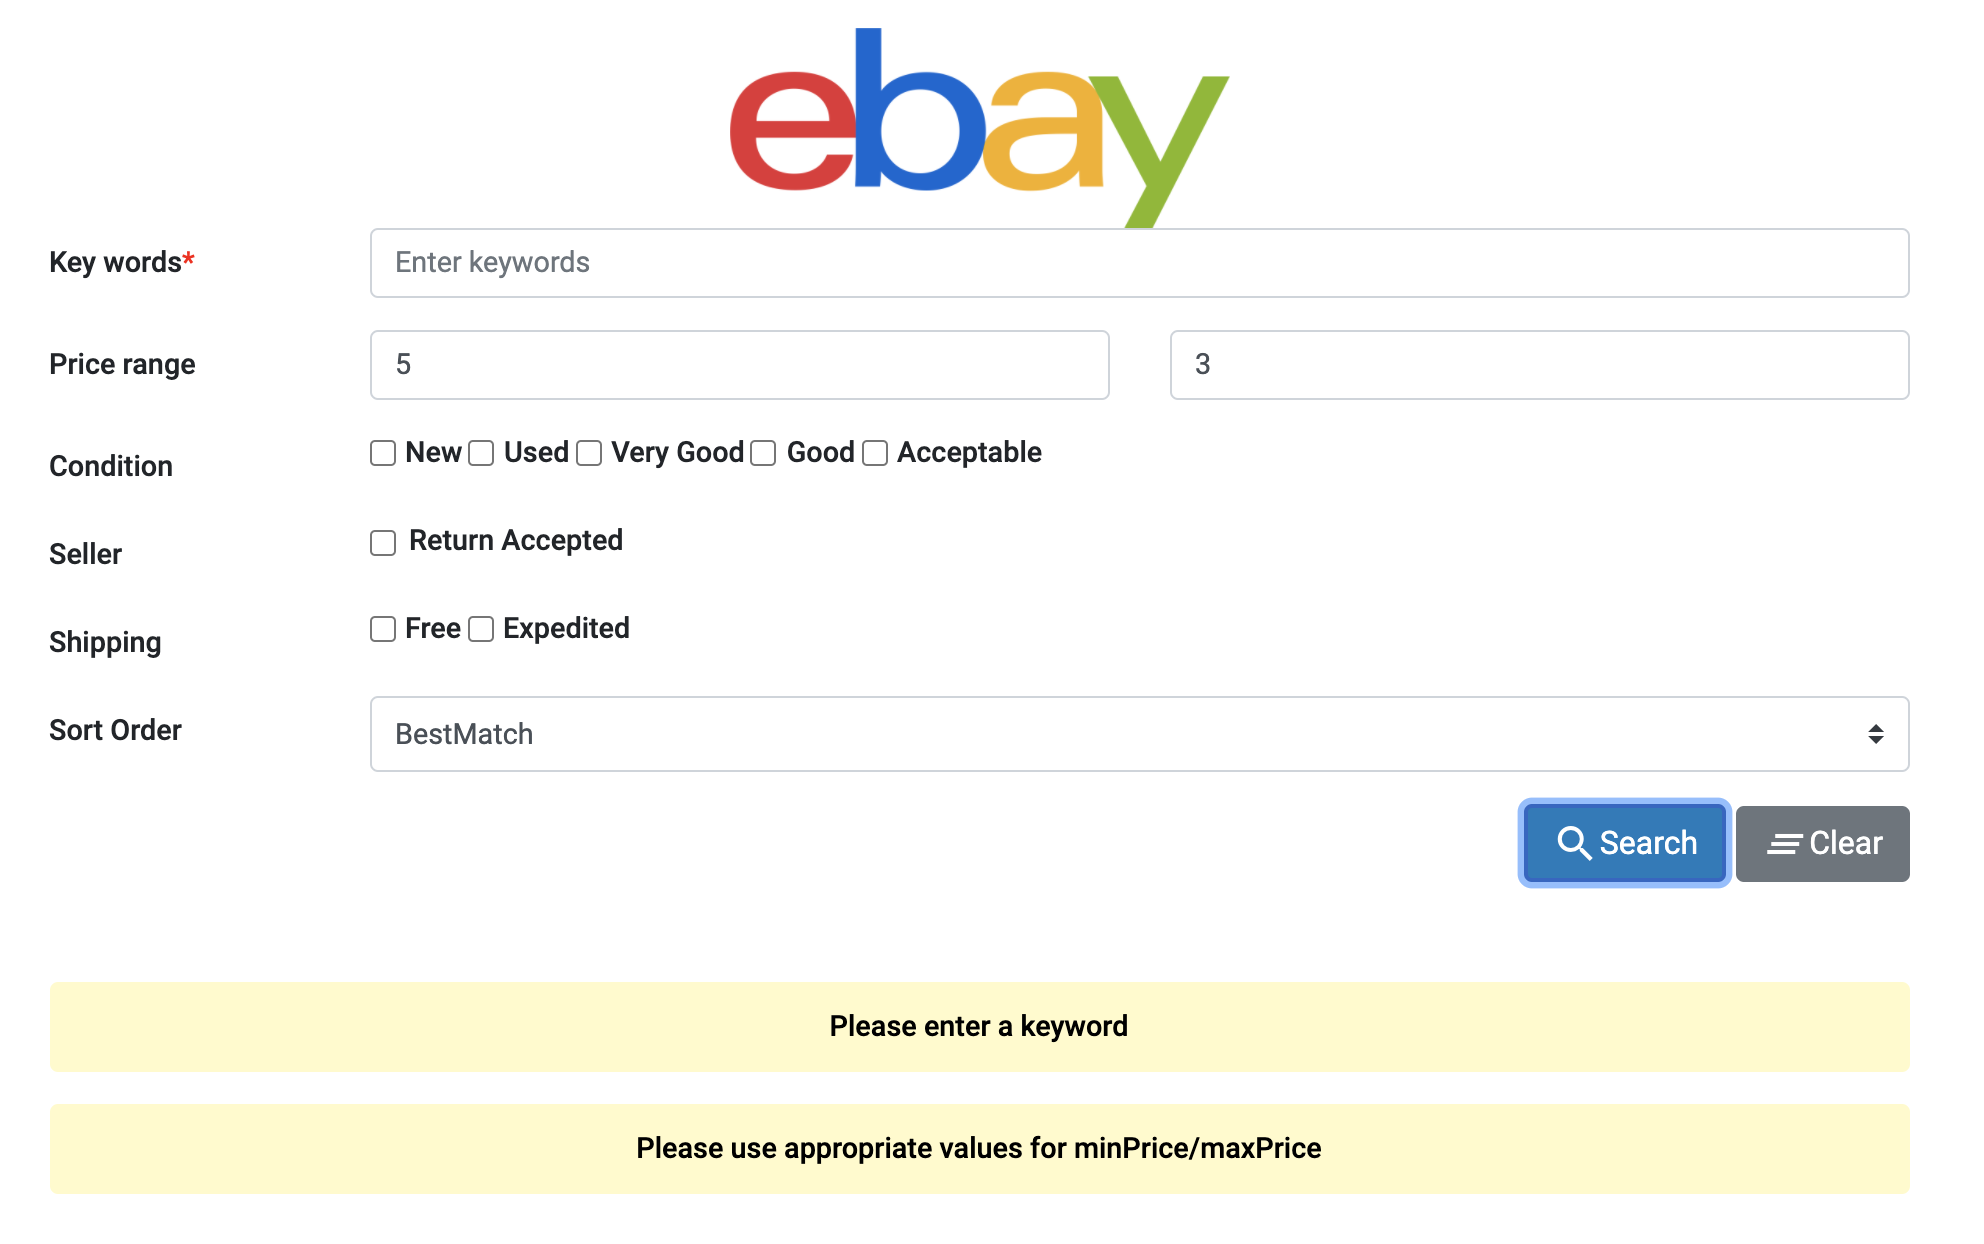 ebay
Key words*
Enter keywords
Price range
5 3
Condition
New Used Very Good Good Acceptable
Seller
Return Accepted
Shipping
Free Expedited
Sort Order
BestMatch
Search Clear
Please enter a keyword
Please use appropriate values for minPrice/maxPrice